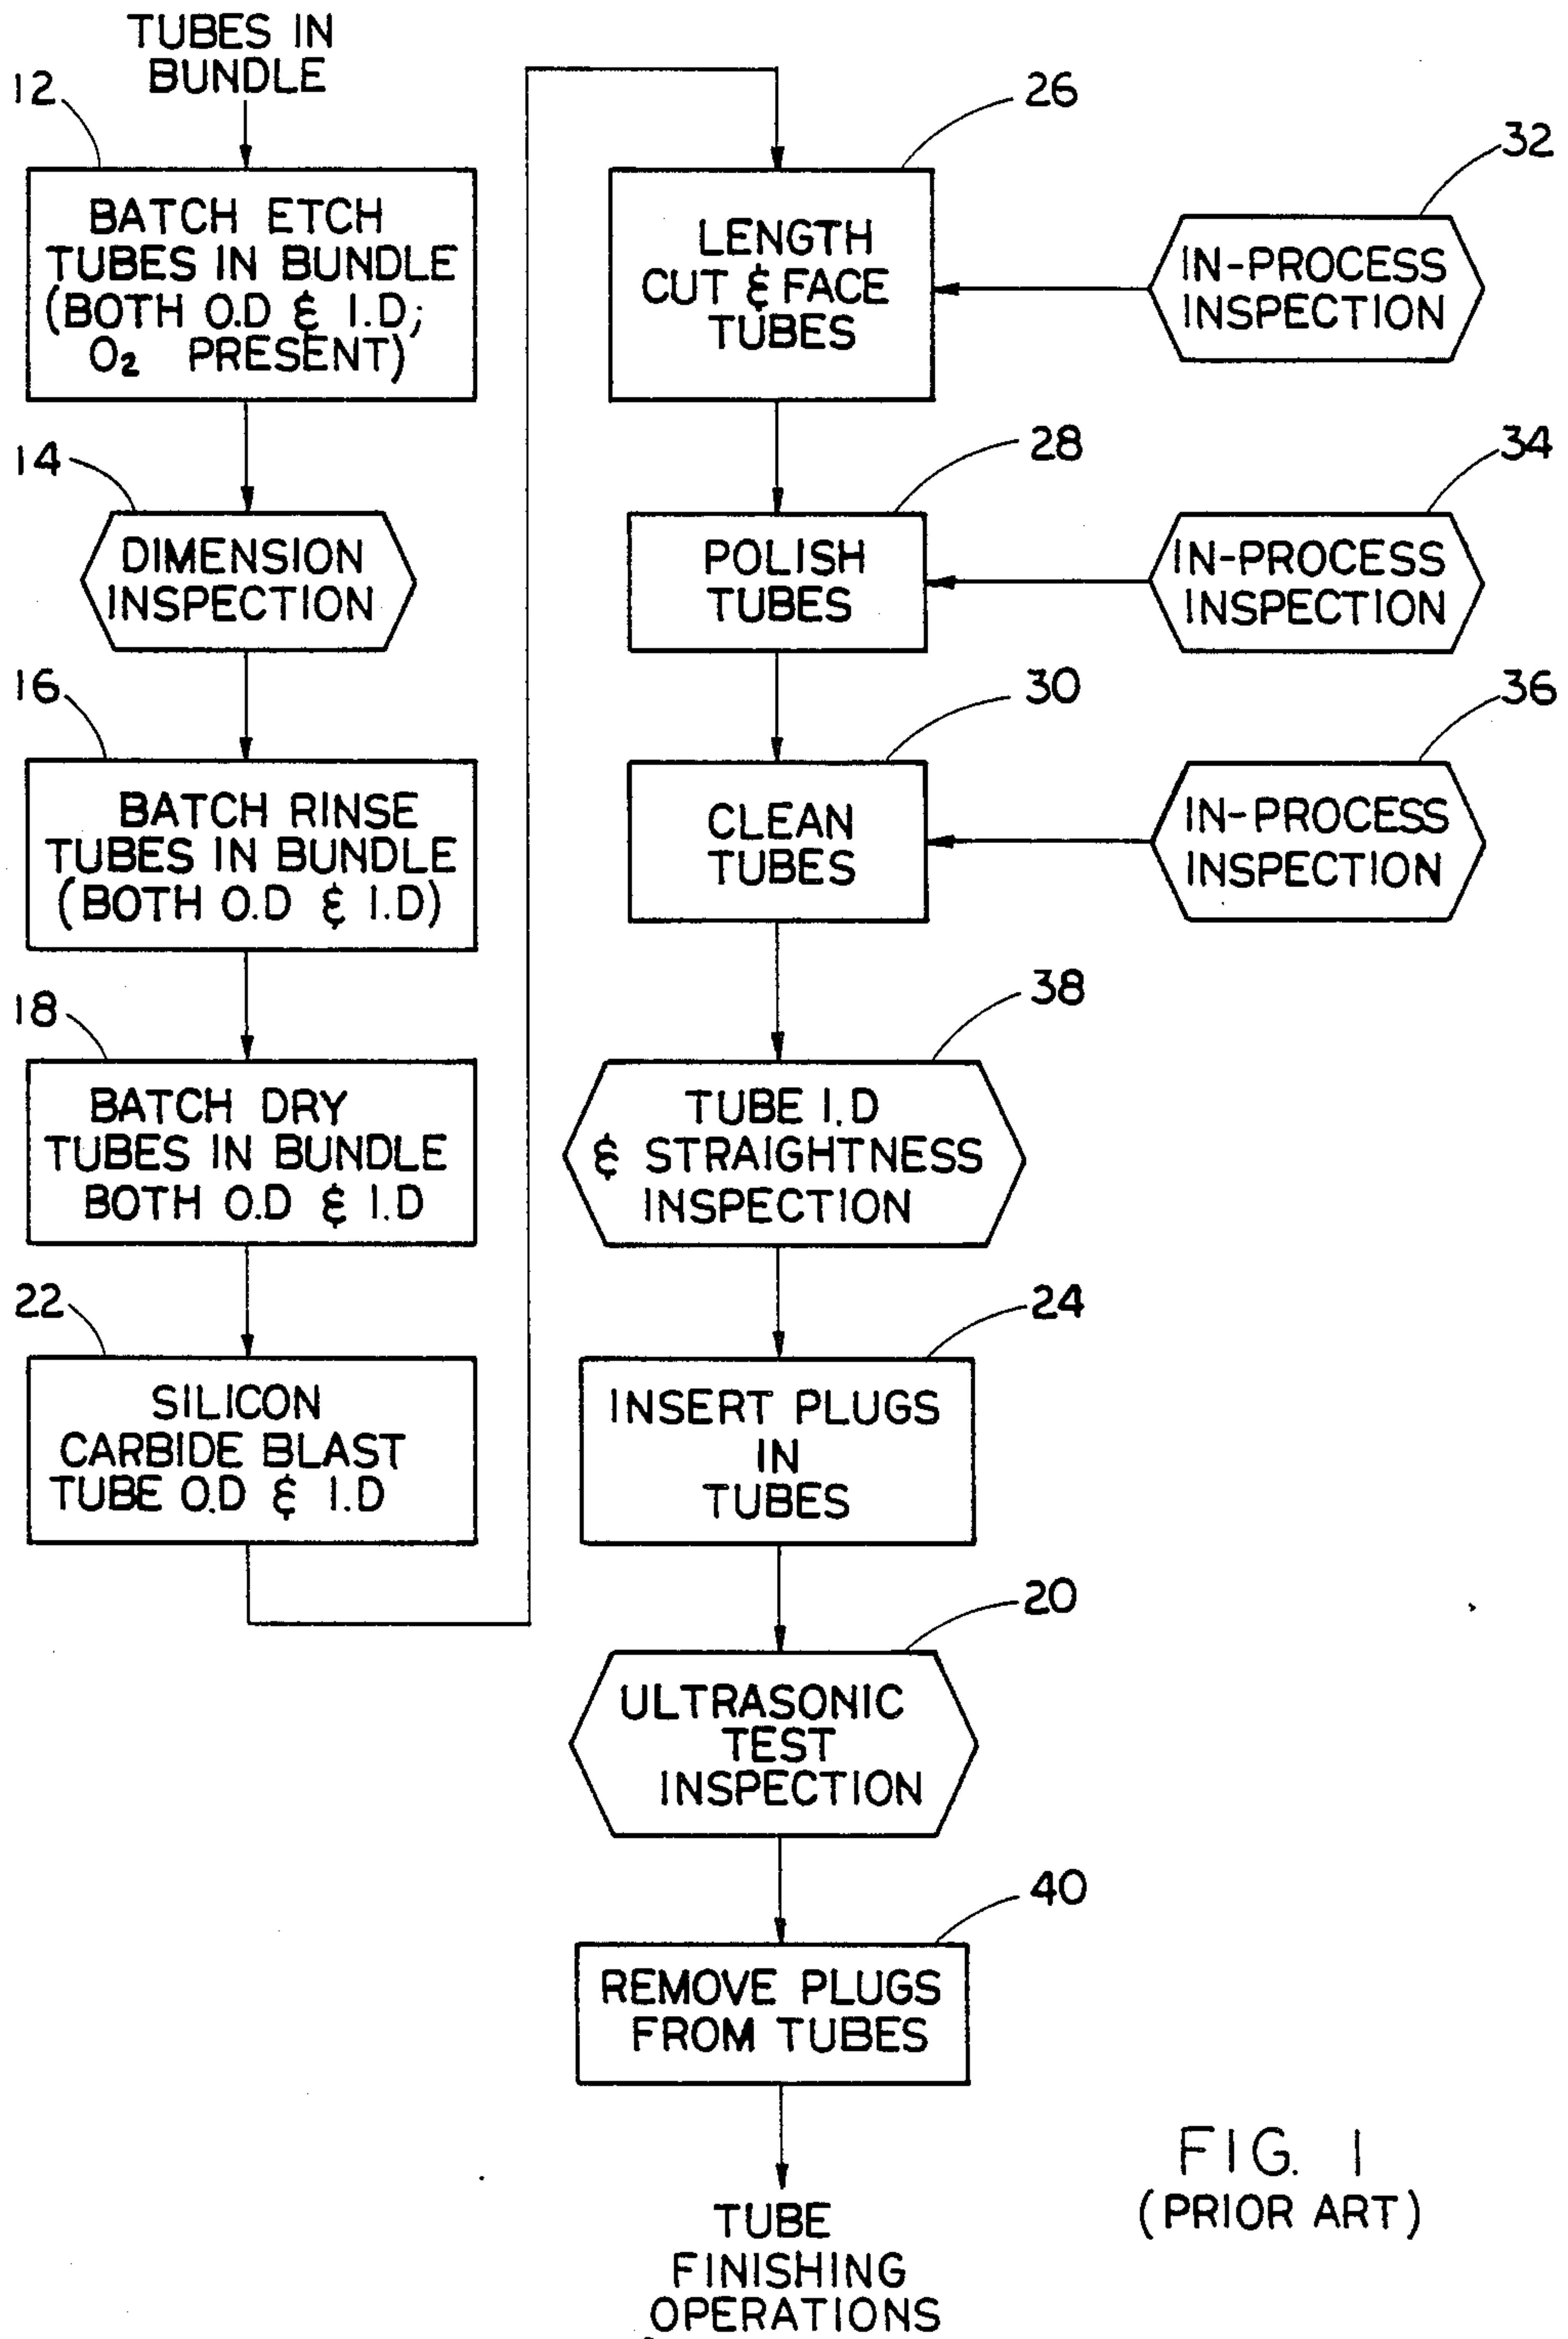 TUBES IN
BUNDLE
12
BATCH ETCH
TUBES IN BUNDLE
(BOTH O.D & I.D;
O₂ PRESENT)
14
DIMENSION
INSPECTION
16
BATCH RINSE
TUBES IN BUNDLE
(BOTH O.D & I.D)
18
BATCH DRY
TUBES IN BUNDLE
BOTH O.D & I.D
22
SILICON
CARBIDE BLAST
TUBE O.D & I.D
26
LENGTH
CUT & FACE
TUBES
32
IN-PROCESS
INSPECTION
28
POLISH
TUBES
34
IN-PROCESS
INSPECTION
30
CLEAN
TUBES
36
IN-PROCESS
INSPECTION
38
TUBE I.D
& STRAIGHTNESS
INSPECTION
24
INSERT PLUGS
IN
TUBES
20
ULTRASONIC
TEST
INSPECTION
40
REMOVE PLUGS
FROM TUBES
TUBE
FINISHING
OPERATIONS
FIG. 1
(PRIOR ART)